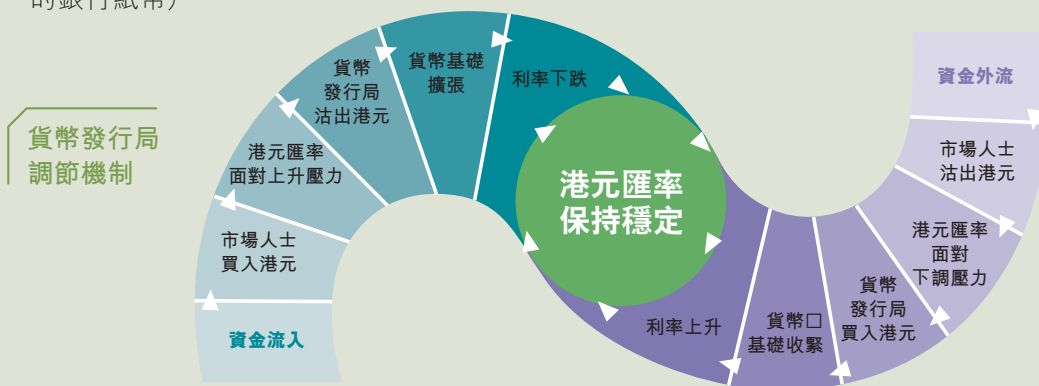 的銀行紙幣）
貨幣發行局
調節機制
資金流入
市場人士
買入港元
港元匯率
面對上升壓力
貨幣
發行局
沽出港元
貨幣基礎
擴張
利率下跌
港元匯率
保持穩定
資金外流
市場人士
沽出港元
港元匯率
面對
下調壓力
貨幣
發行局
買入港元
貨幣□
基礎收緊
利率上升